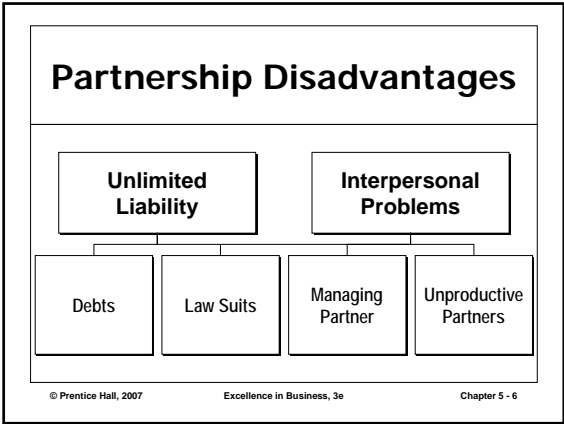 Partnership Disadvantages
Unlimited
Liability
Interpersonal
Problems
Debts
Law Suits
Managing
Partner
Unproductive
Partners
© Prentice Hall, 2007 Excellence in Business, 3e Chapter 5 - 6